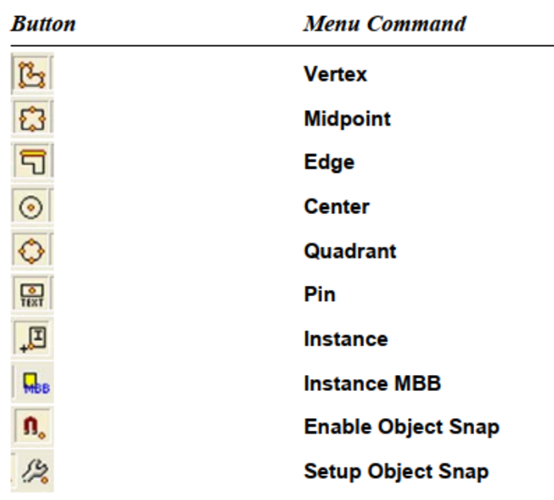 Button Menu Command
Vertex
Midpoint
Edge
Center
Quadrant
TEXT Pin
Instance
MBB Instance MBB
Enable Object Snap
Setup Object Snap